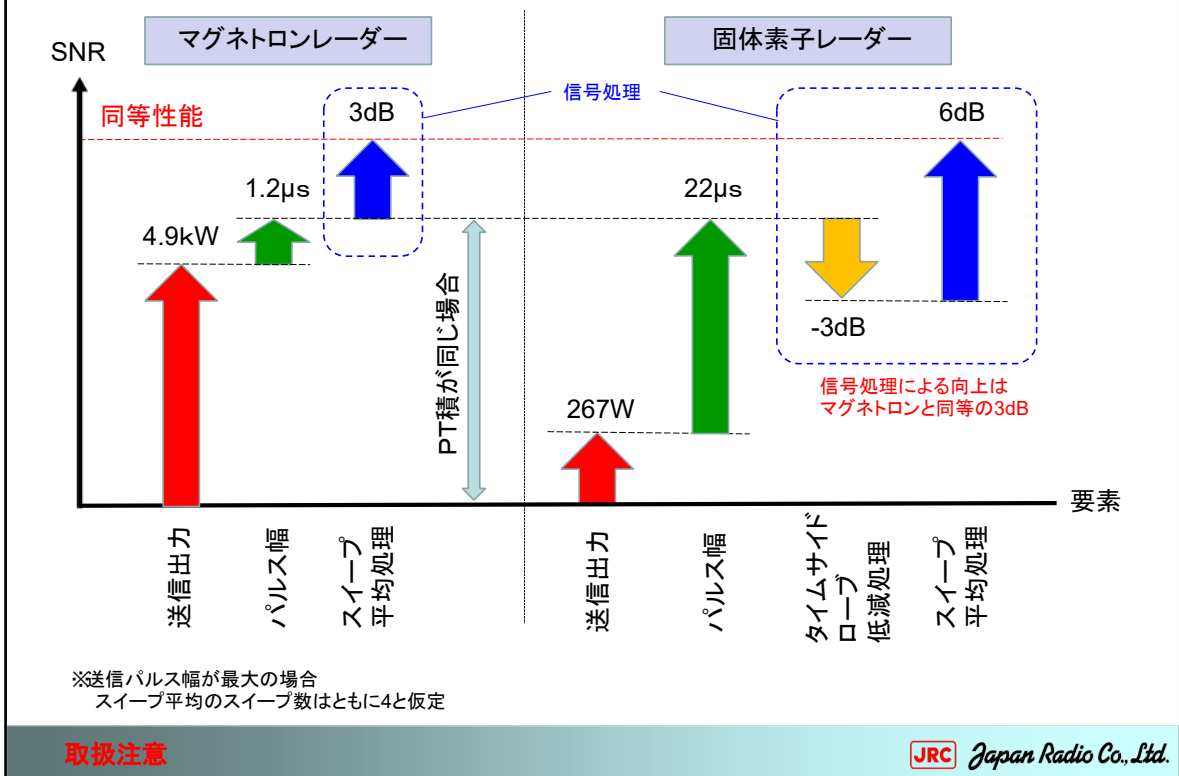 マグネトロンレーダー
固体素子レーダー
SNR
同等性能
信号処理
3dB
6dB
1.2μs
22μs
4.9kW
-3dB
267W
PT積が同じ場合
信号処理による向上は
マグネトロンと同等の3dB
要素
送信出力
パルス幅
スイープ
平均処理
送信出力
パルス幅
タイムサイド
ローブ
低減処理
スイープ
平均処理
※送信パルス幅が最大の場合
スイープ平均のスイープ数はともに4と仮定
取扱注意
JRC Japan Radio Co., Ltd.